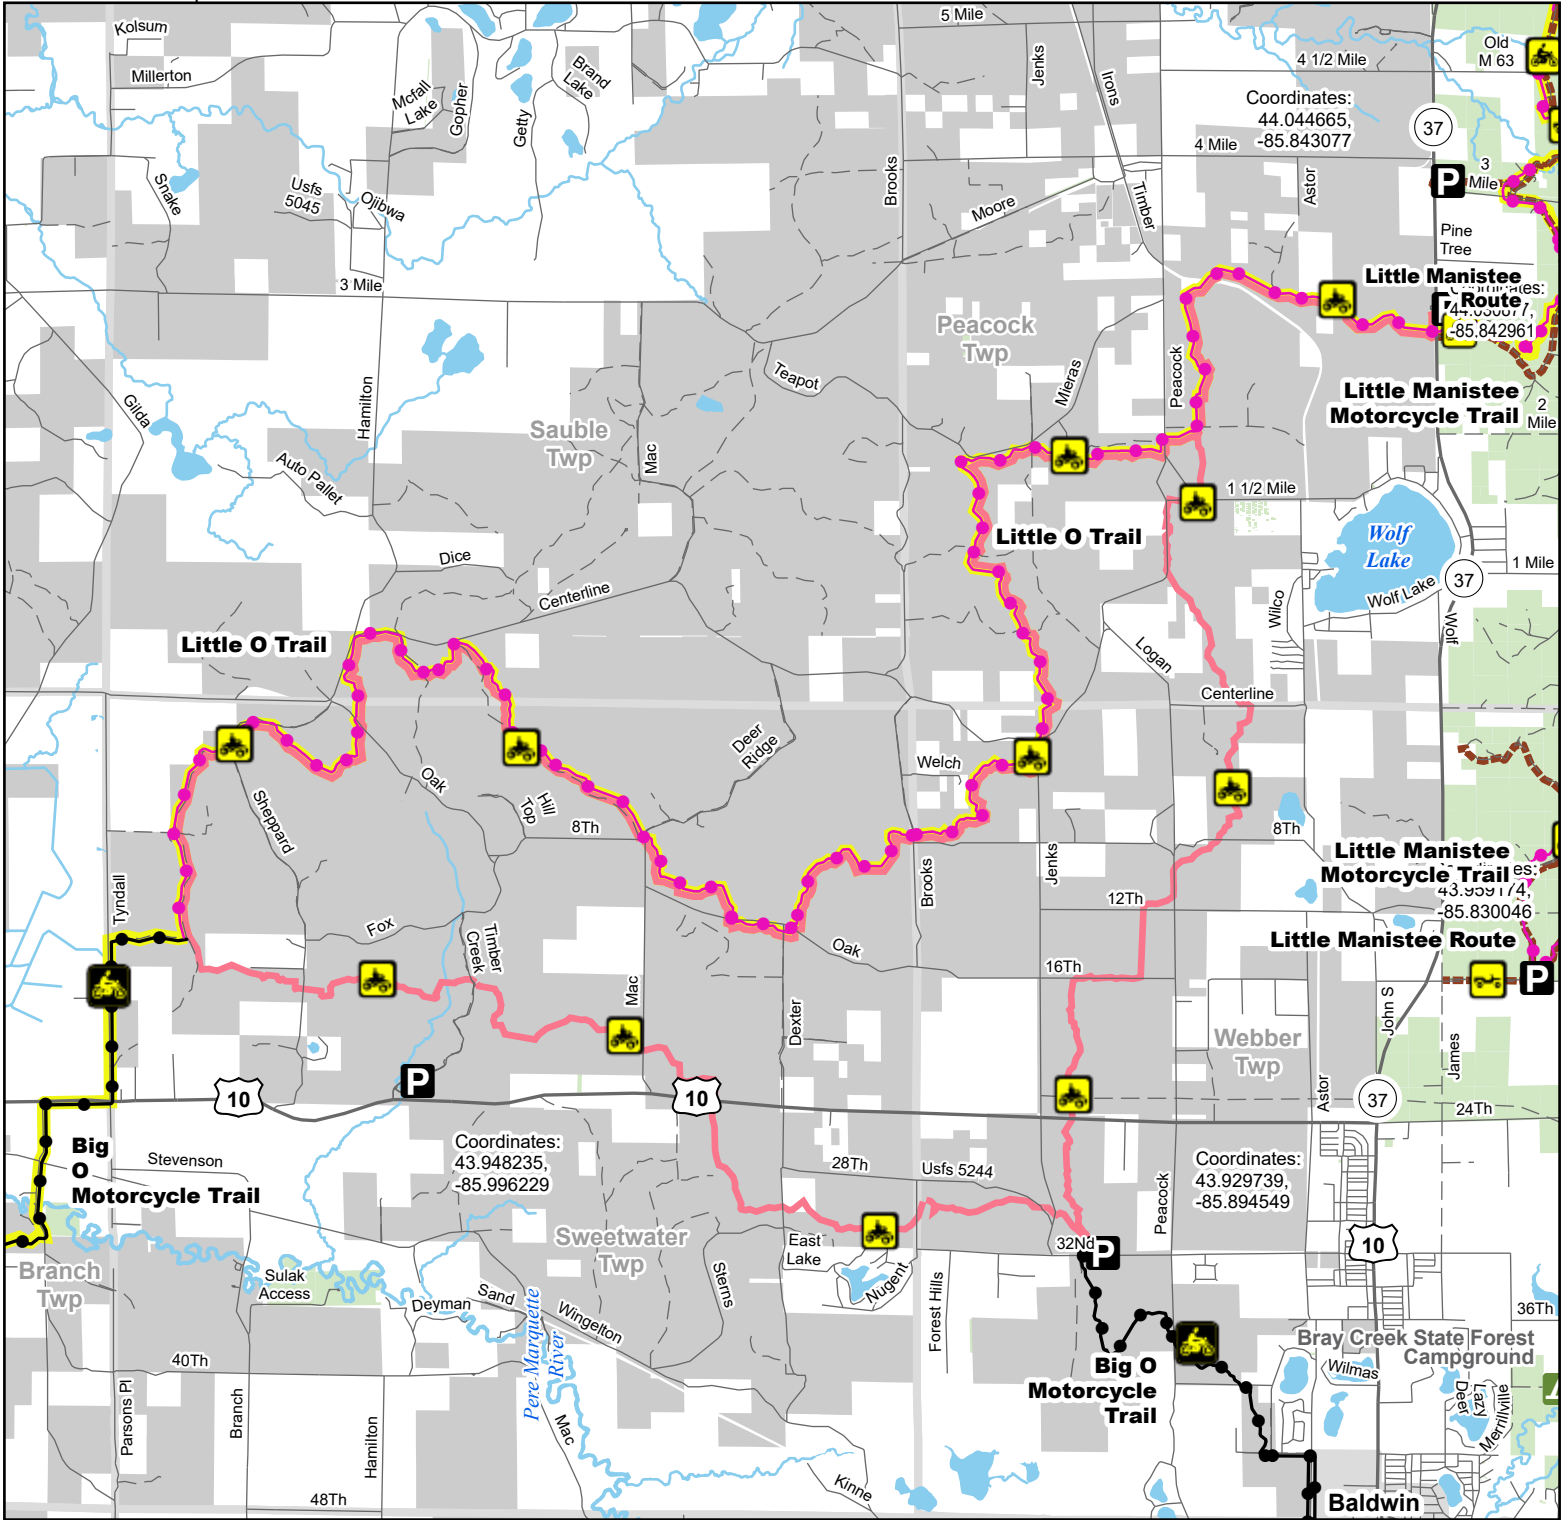 Kolsum
Millerton
5 Mile
Old
M 63
4 1/2 Mile
Jenks
Irons
Brand
Lake
Mcfall
Lake
Gopher
Getty
Coordinates:
44.044665,
-85.843077
37
4 Mile
Brooks
Astor
P
3
Mile
Snake
Usfs
5045
Ojibwa
Moore
Timber
Pine
Tree
3 Mile
Little Manistee
Route
-85.842961
Peacock
Twp
Teapot
Mieras
Peacock
Little Manistee
Motorcycle Trail
2
Mile
Gilda
Hamilton
Sauble
Twp
Mac
Auto Pallet
1 1/2 Mile
Little O Trail
Wolf
Lake
Dice
1 Mile
37
Centerline
Wolf Lake
Wilco
Wolf
Little O Trail
Logan
Centerline
Deer
Ridge
Welch
Oak
Hill
Top
8Th
Sheppard
8Th
Jenks
Little Manistee
Motorcycle Trail
43.959174,
-85.830046
Brooks
12Th
Tyndall
Fox
Timber
Creek
Oak
Little Manistee Route
16Th
P
Mac
Dexter
John S
Webber
Twp
James
P
10
10
Astor
37
24Th
Big
O
Motorcycle Trail
Stevenson
Coordinates:
43.948235,
-85.996229
28Th
Usfs 5244
Coordinates:
43.929739,
-85.894549
Peacock
Sweetwater
Twp
East
Lake
32Nd
P
10
Branch
Twp
Sulak
Access
Nugent
Sterns
Forest Hills
Deyman
Sand
Wingelton
36Th
Pere Marquette
River
Bray Creek State Forest
Campground
Wilmas
40Th
Big O
Motorcycle
Trail
Lazy
Deer
Merrillville
Parsons Pl
Branch
Hamilton
Mac
Kinne
48Th
Baldwin